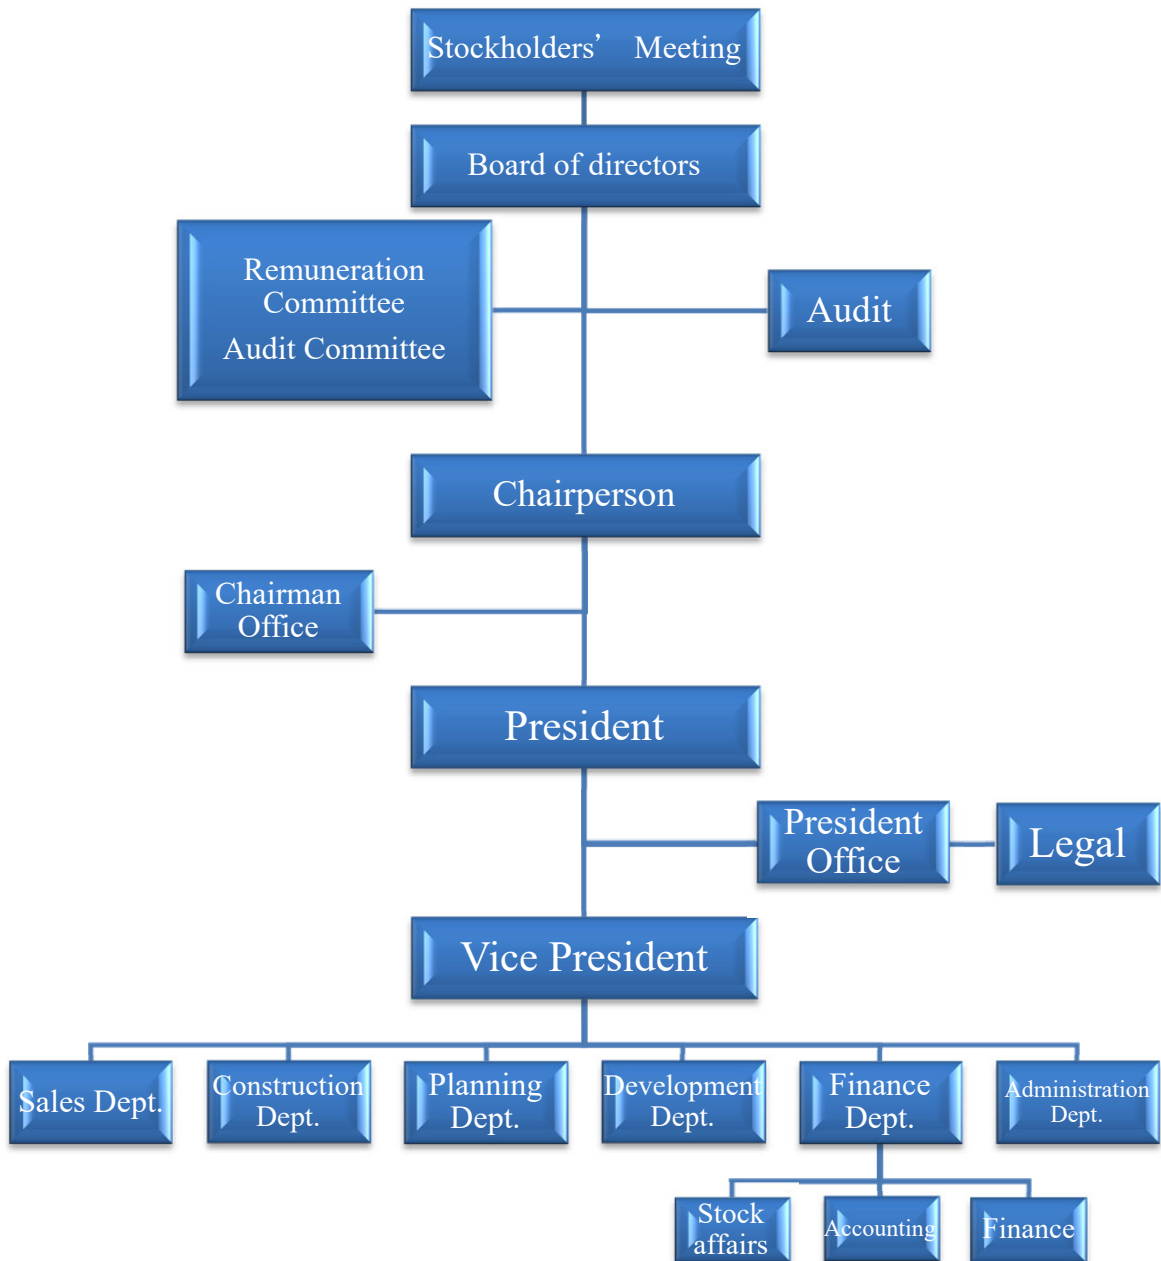 Stockholders’ Meeting
Board of directors
Remuneration
Committee
Audit Committee
Audit
Chairperson
Chairman
Office
President
President
Office
Legal
Vice President
Sales Dept.
Construction
Dept.
Planning
Dept.
Development
Dept.
Finance
Dept.
Administration
Dept.
Stock
affairs
Accounting
Finance